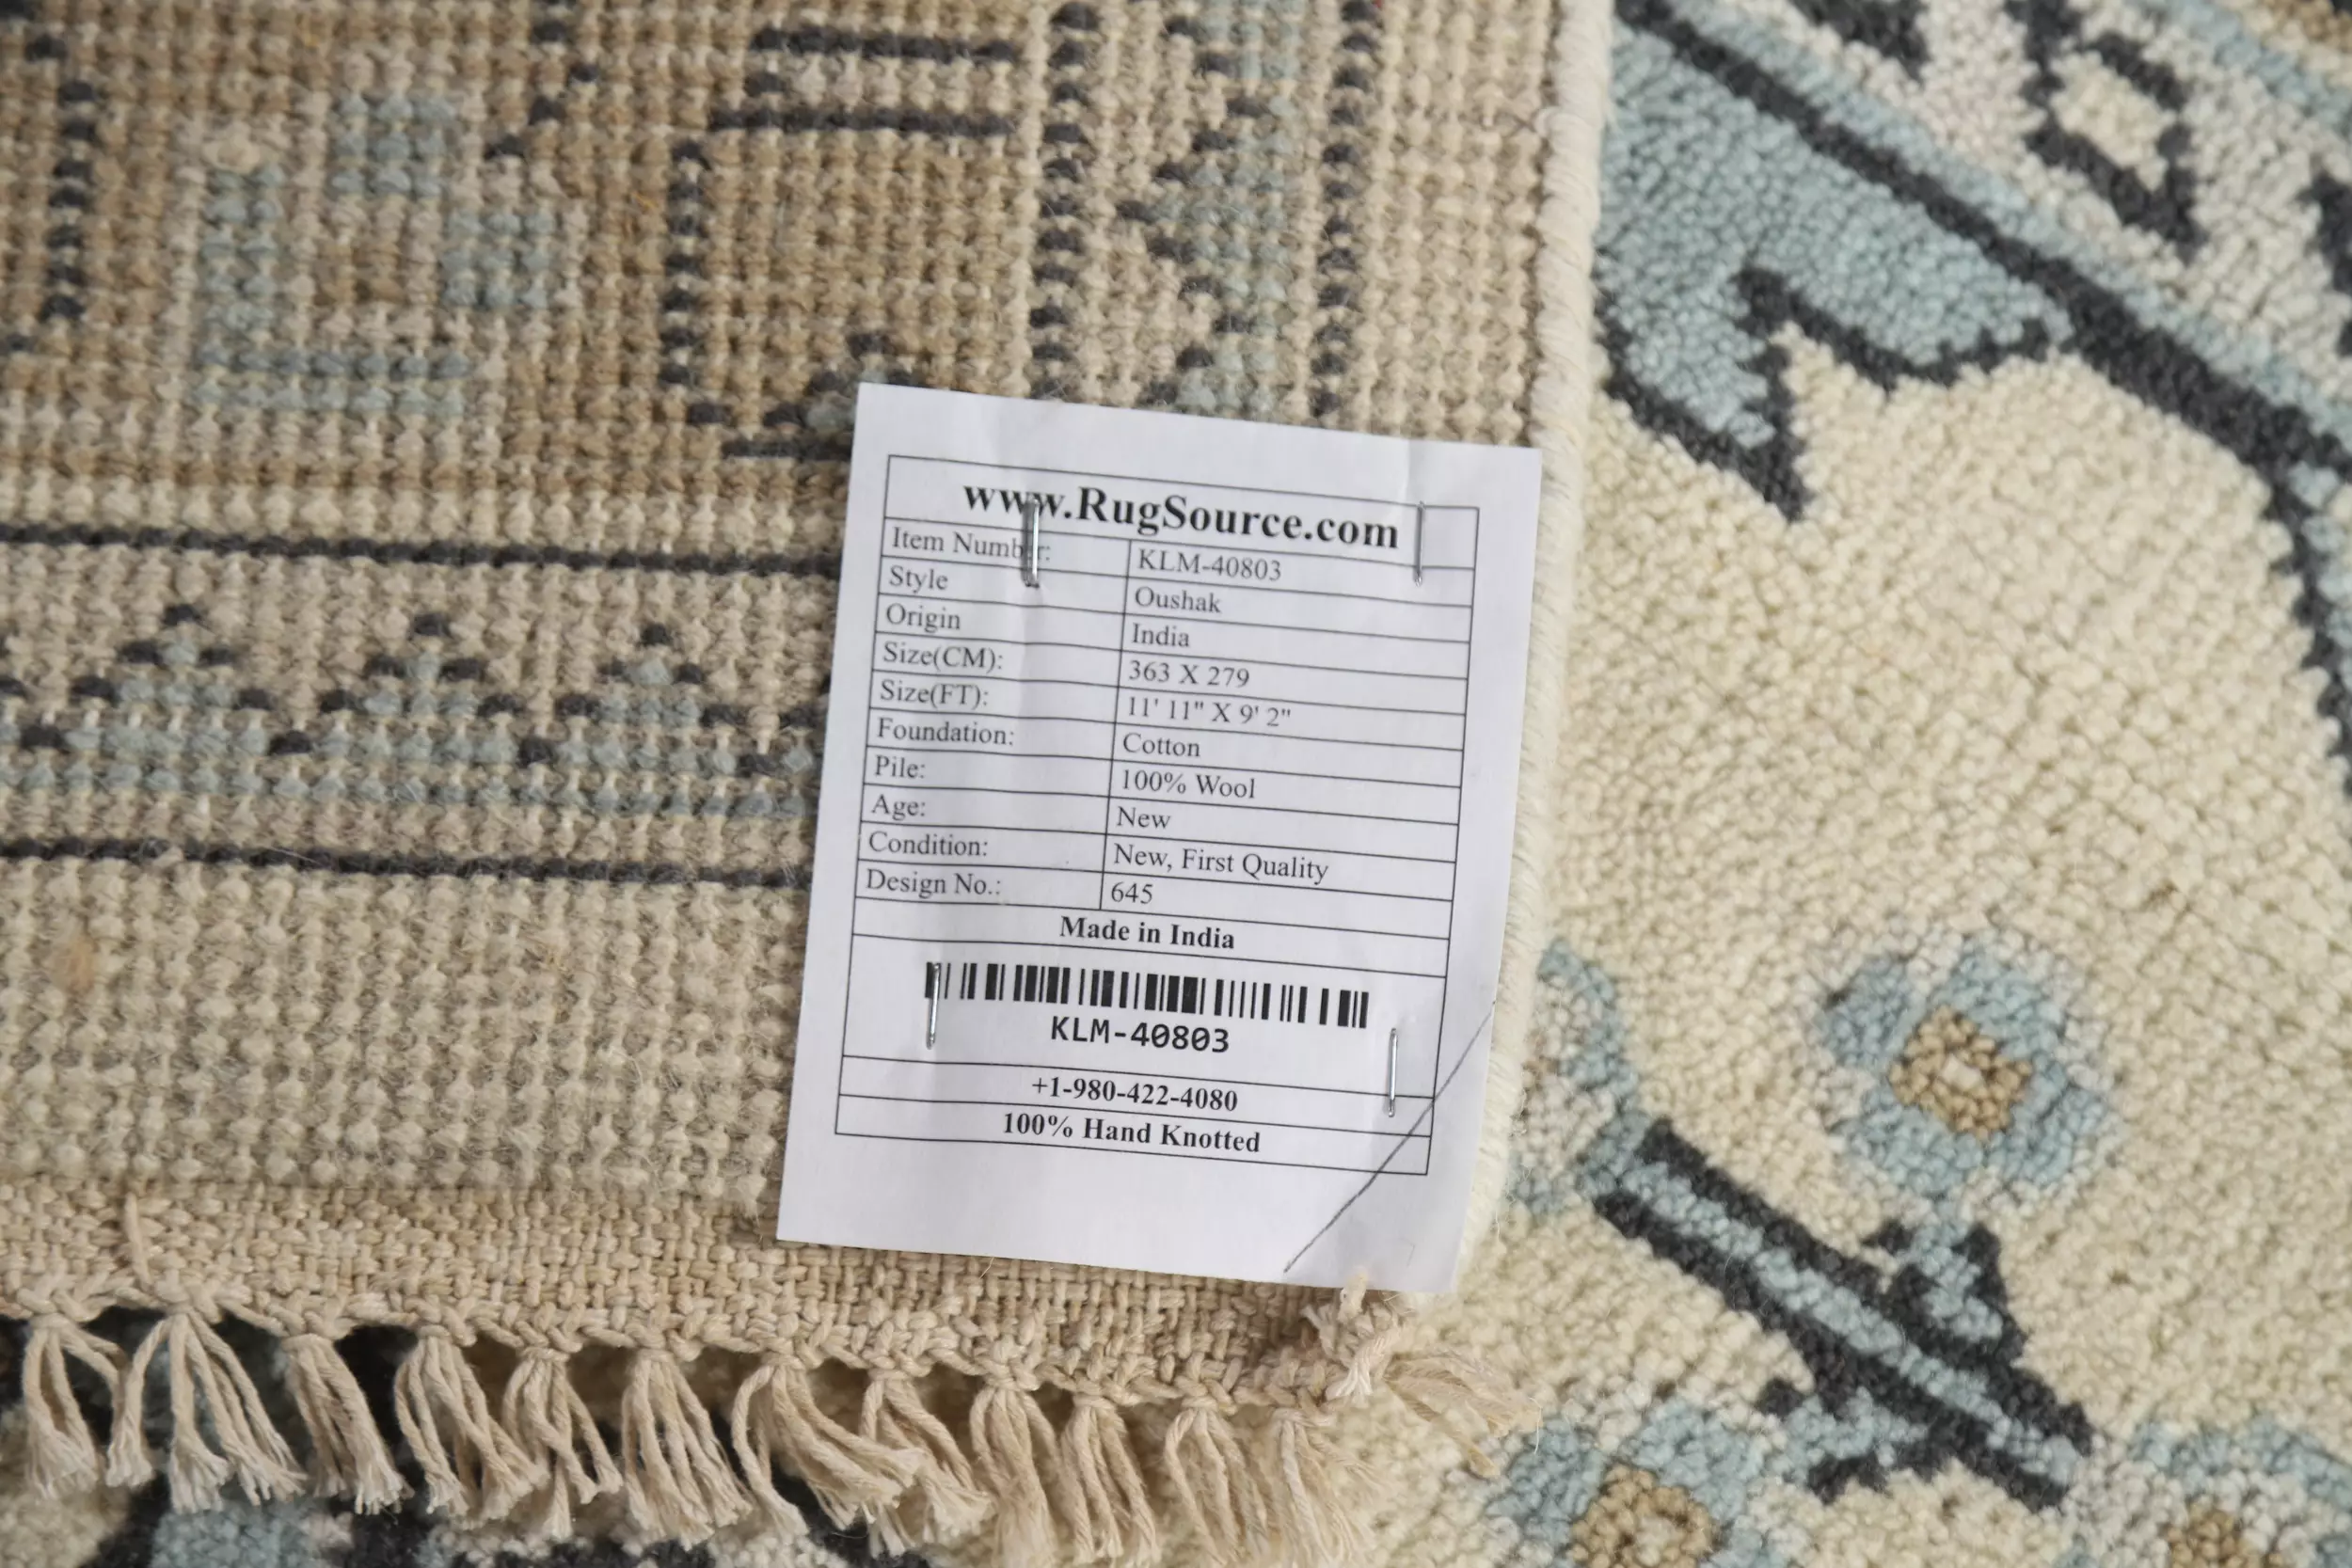 www.RugSource.com
Item Number: KLM-40803
Style Oushak
Origin India
Size(CM): 363 X 279
Size(FT): 11' 11" X 9' 2"
Foundation: Cotton
Pile: 100% Wool
Age: New
Condition: New, First Quality
Design No.: 645
Made in India
KLM-40803
+1-980-422-4080
100% Hand Knotted